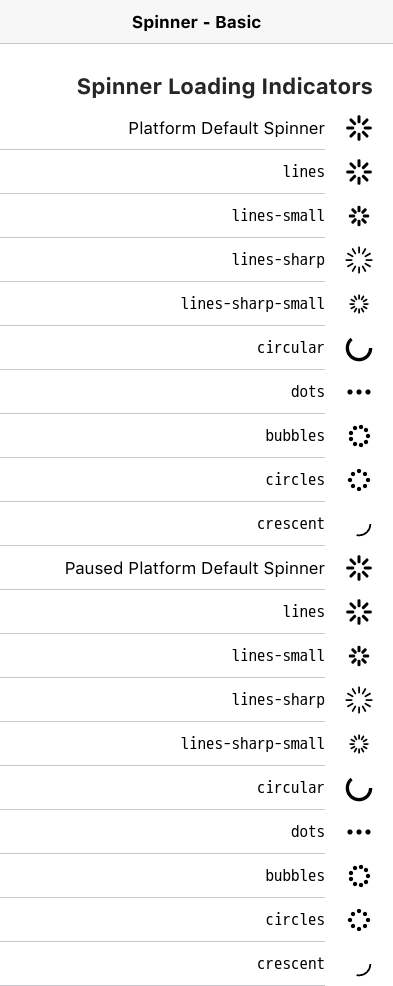 Spinner - Basic
Spinner Loading Indicators
Platform Default Spinner
lines
lines-small
lines-sharp
lines-sharp-small
circular
dots
bubbles
circles
crescent
Paused Platform Default Spinner
lines
lines-small
lines-sharp
lines-sharp-small
circular
dots
bubbles
circles
crescent